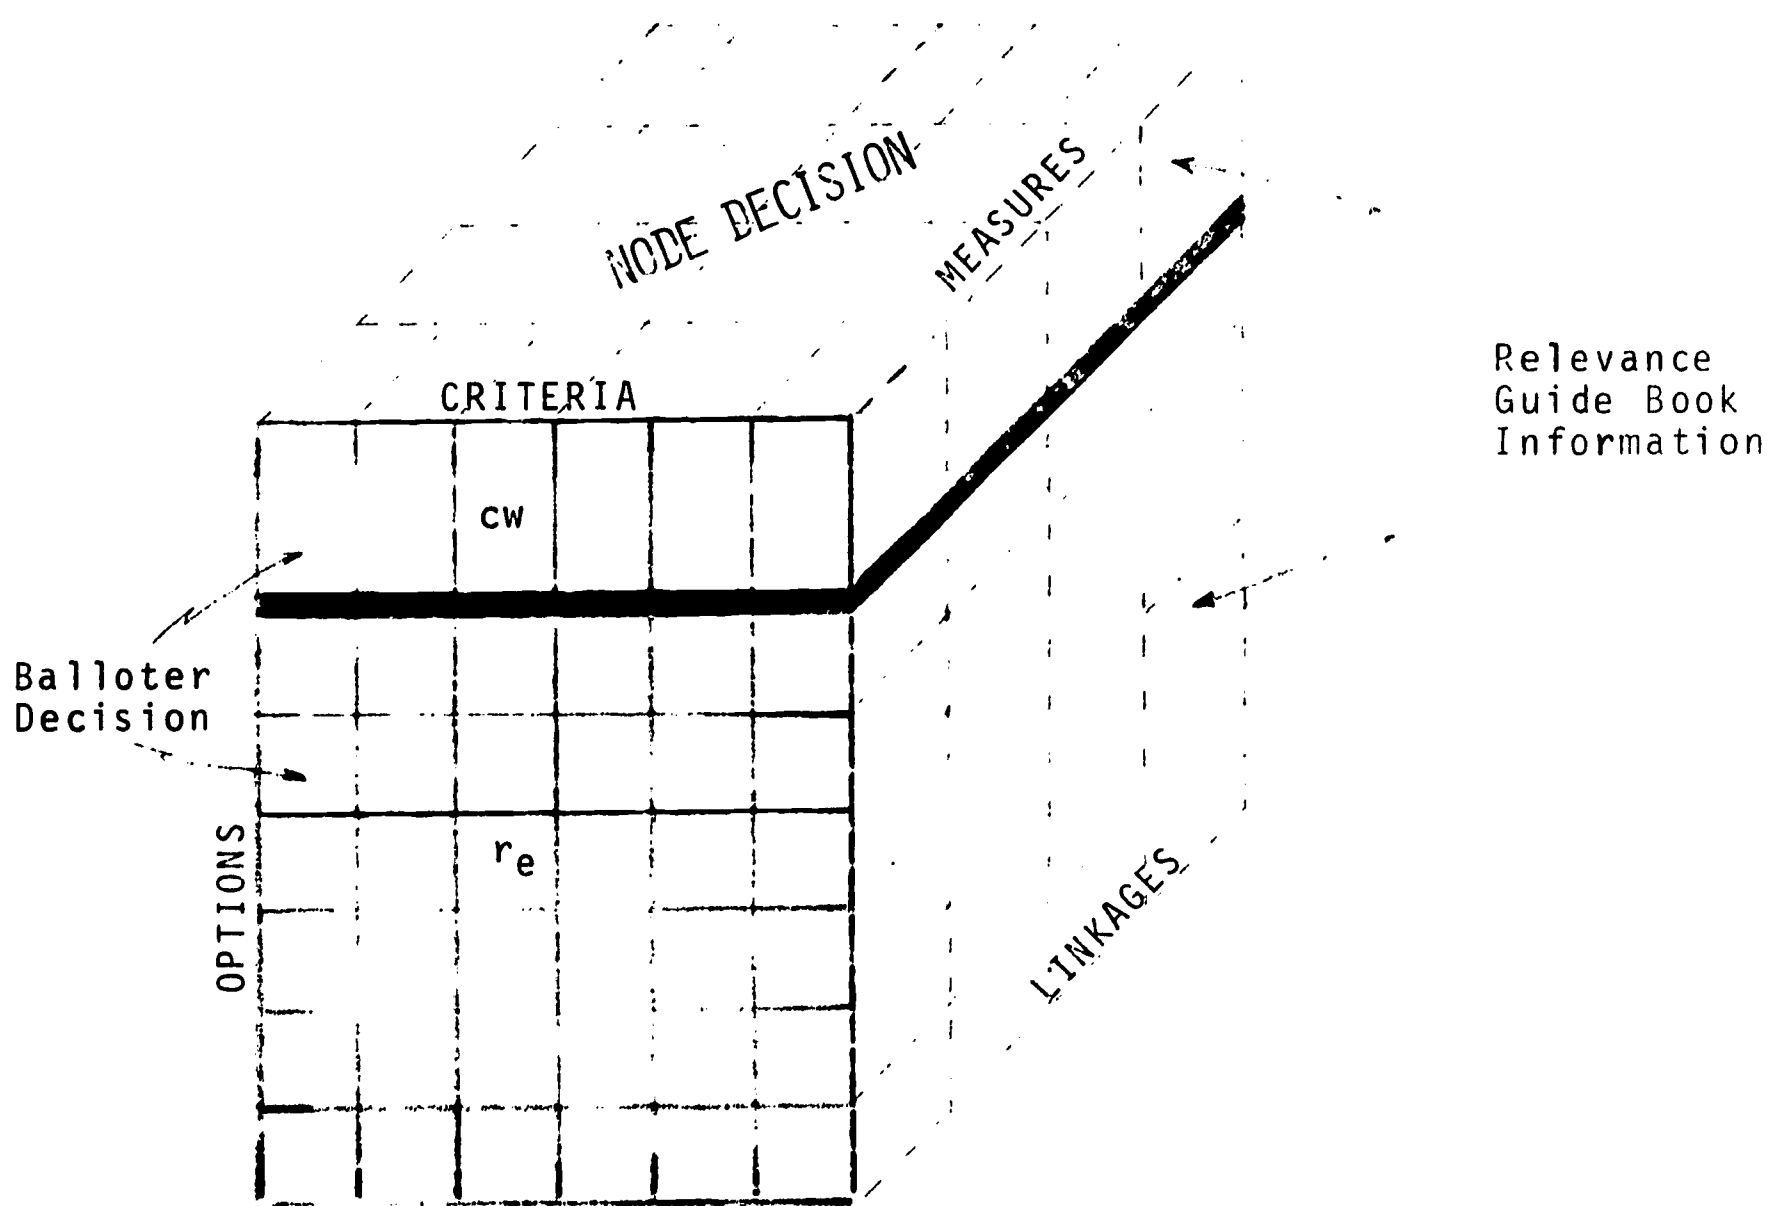 NODE DECISION
MEASURES
CRITERIA
Relevance
Guide Book
Information
cw
Balloter
Decision
OPTIONS
re
LINKAGES